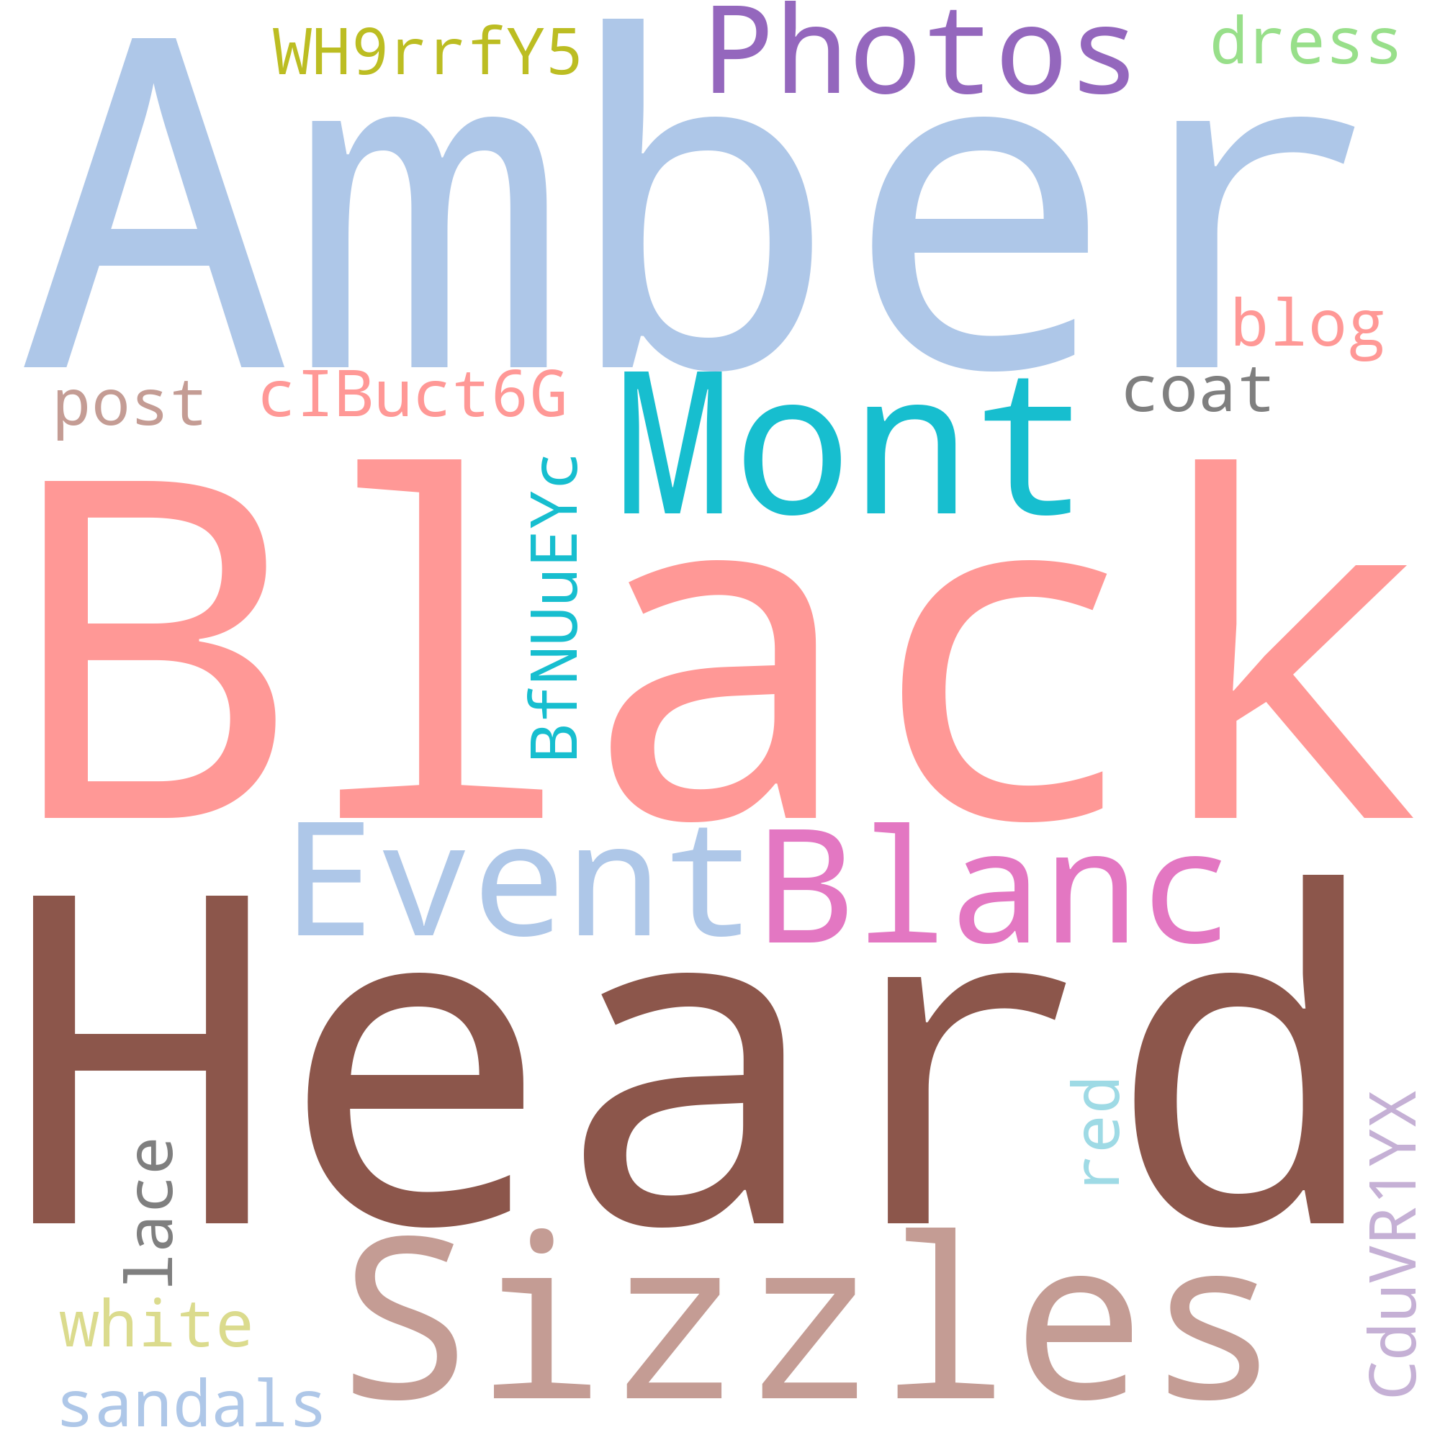 WH9rrfY5
Photos
dress
Amber
blog
post
cIBuct6G
Mont
coat
BfNUuEYc
Black
Event
Blanc
Heard
red
CduVR1YX
lace
Sizzles
white
sandals